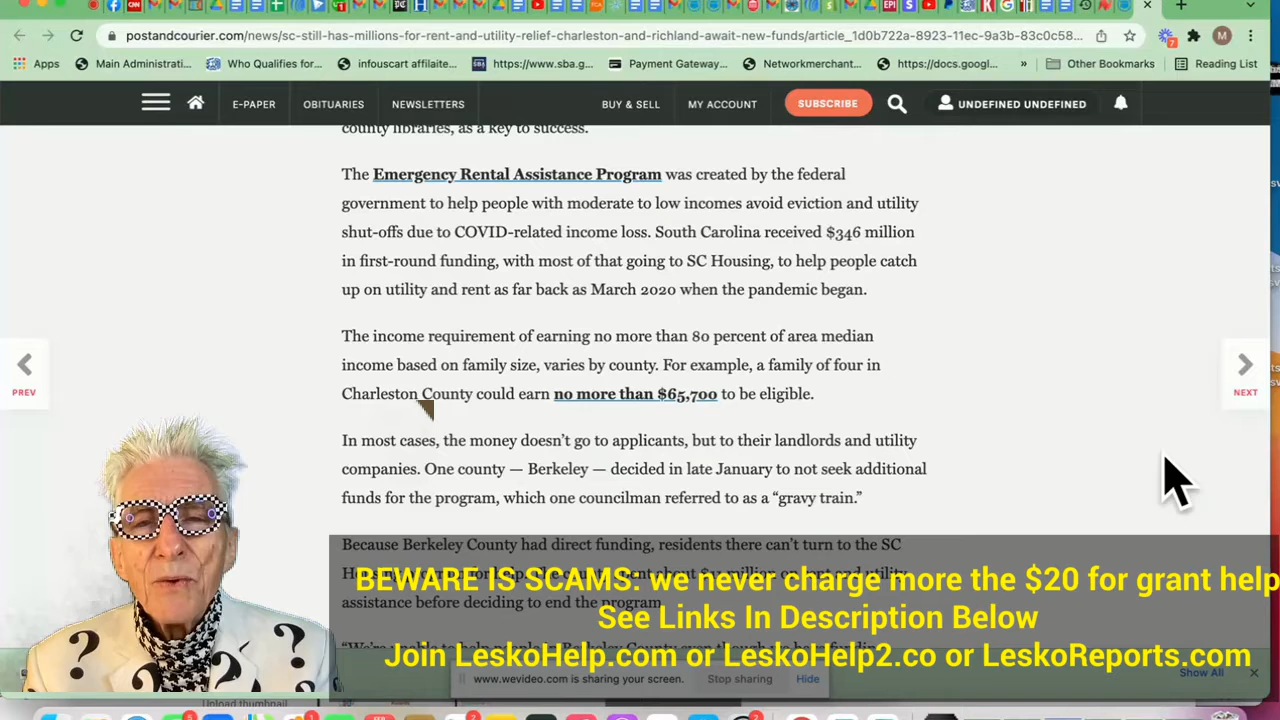 postandcourier.com/news/sc-still-has-millions-for-rent-and-utility-relief-charleston-and-richland-await-new-funds/article_1d0b722a-8923-11ec-9a3b-83c0c58...
7
M
Apps Main Administrati... Who Qualifies for... infouscart affilaite... https://www.sba.g... Payment Gateway... Networkmerchant... https://docs.googl... » Other Bookmarks Reading List
E-PAPER OBITUARIES NEWSLETTERS BUY & SELL MY ACCOUNT SUBSCRIBE UNDEFINED UNDEFINED
county libraries, as a key to success.
The Emergency Rental Assistance Program was created by the federal
government to help people with moderate to low incomes avoid eviction and utility
shut-offs due to COVID-related income loss. South Carolina received $346 million
in first-round funding, with most of that going to SC Housing, to help people catch
up on utility and rent as far back as March 2020 when the pandemic began.
The income requirement of earning no more than 80 percent of area median
income based on family size, varies by county. For example, a family of four in
Charleston County could earn no more than $65,700 to be eligible.
PREV
NEXT
In most cases, the money doesn't go to applicants, but to their landlords and utility
companies. One county — Berkeley — decided in late January to not seek additional
funds for the program, which one councilman referred to as a “gravy train.”
Because Berkeley County had direct funding, residents there can't turn to the SC
assistance before deciding to end the program.
BEWARE IS SCAMS: we never charge more the $20 for grant help
See Links In Description Below
Join LeskoHelp.com or LeskoHelp2.co or LeskoReports.com
www.wevideo.com is sharing your screen. Stop sharing Hide
Show All
Upload thumbnail